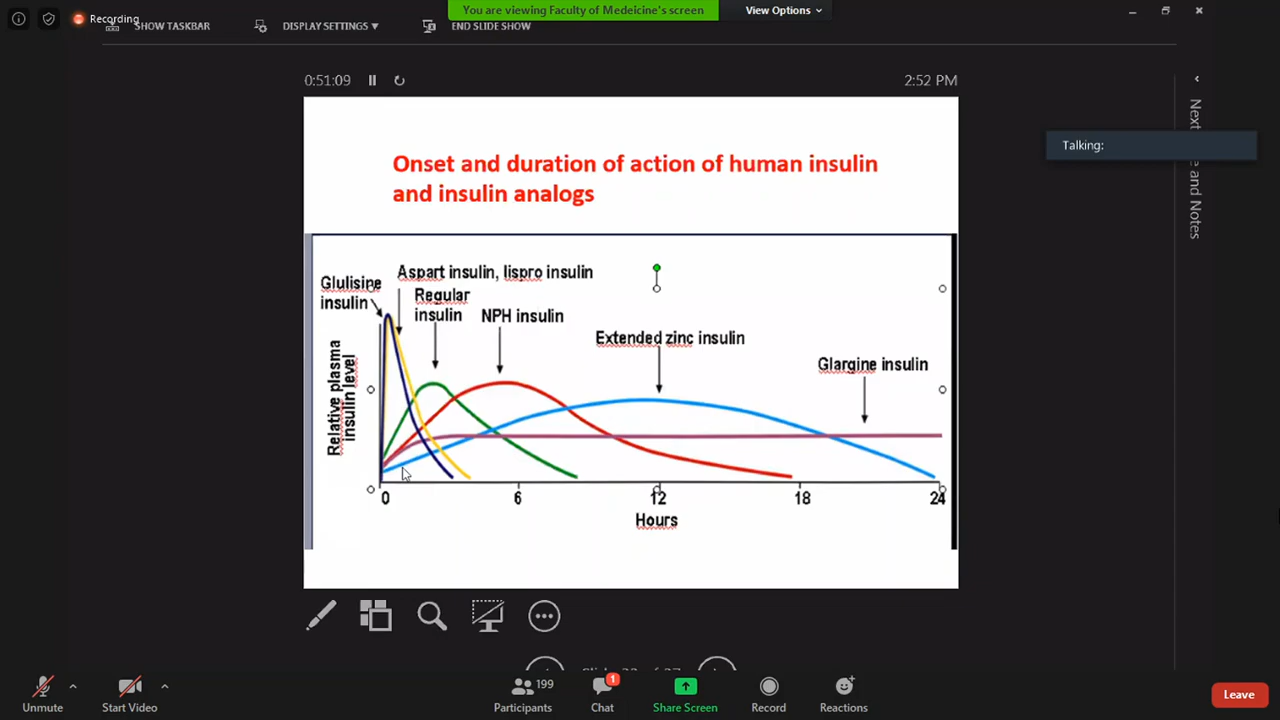 Recording
You are viewing Faculty of Medeicine's screen
View Options
SHOW TASKBAR
DISPLAY SETTINGS
END SLIDE SHOW
0:51:09
2:52 PM
Talking:
Onset and duration of action of human insulin
and insulin analogs
Glulisine
insulin
Aspart insulin, lispro insulin
Regular
insulin
NPH insulin
Extended zinc insulin
Glargine insulin
Relative plasma
insulin level
0 6 12 18 24
Hours
Next
and Notes
Unmute
Start Video
199
Participants
1
Chat
Share Screen
Record
Reactions
Leave